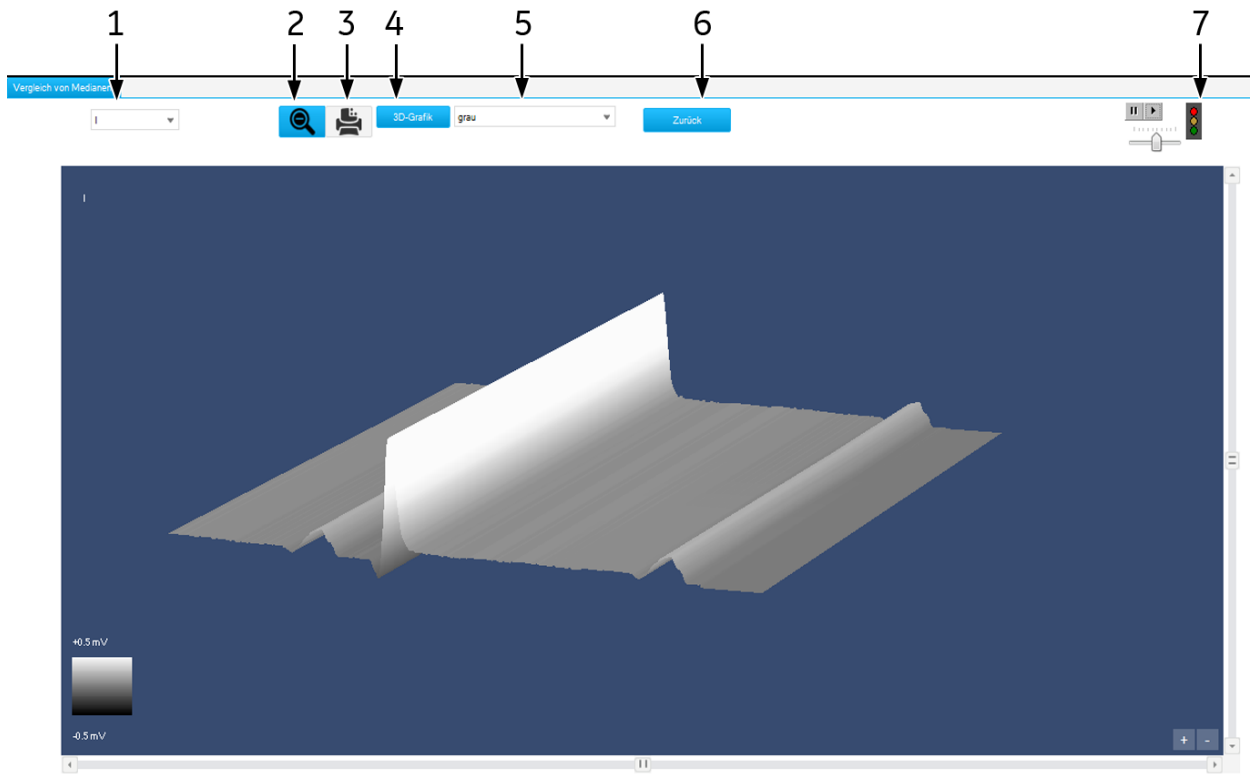 1 2 3 4 5 6 7
Vergleich von Medianen
I grau 3D-Grafik Zurück
I
+0.5 mV
-0.5 mV
+ -